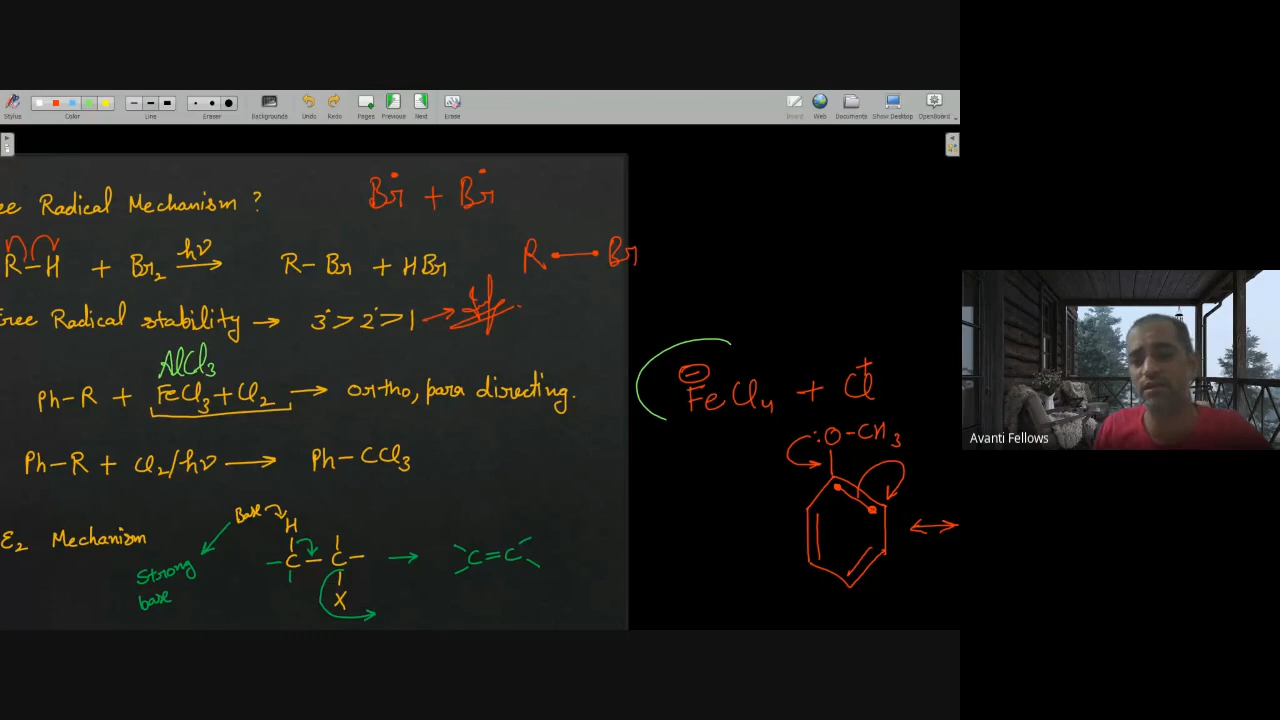 Stylus Color Line Eraser Backgrounds Undo Redo Pages Previous Next Erase Board Web Documents Show Desktop OpenBoard
Br• + Br•
ee Radical Mechanism ?
R-H + Br₂ hν→ R-Br + HBr
R•—•Br
Free Radical stability → 3° > 2° > 1
AlCl₃
Ph-R + FeCl₃ + Cl₂ → ortho, para directing.
⊖FeCl₄ + Cl⁺
:O-CH₃
Avanti Fellows
Ph-R + Cl₂/hν → Ph-CCl₃
Base
H
E₂ Mechanism
-C-C- → C=C
Strong
base
X